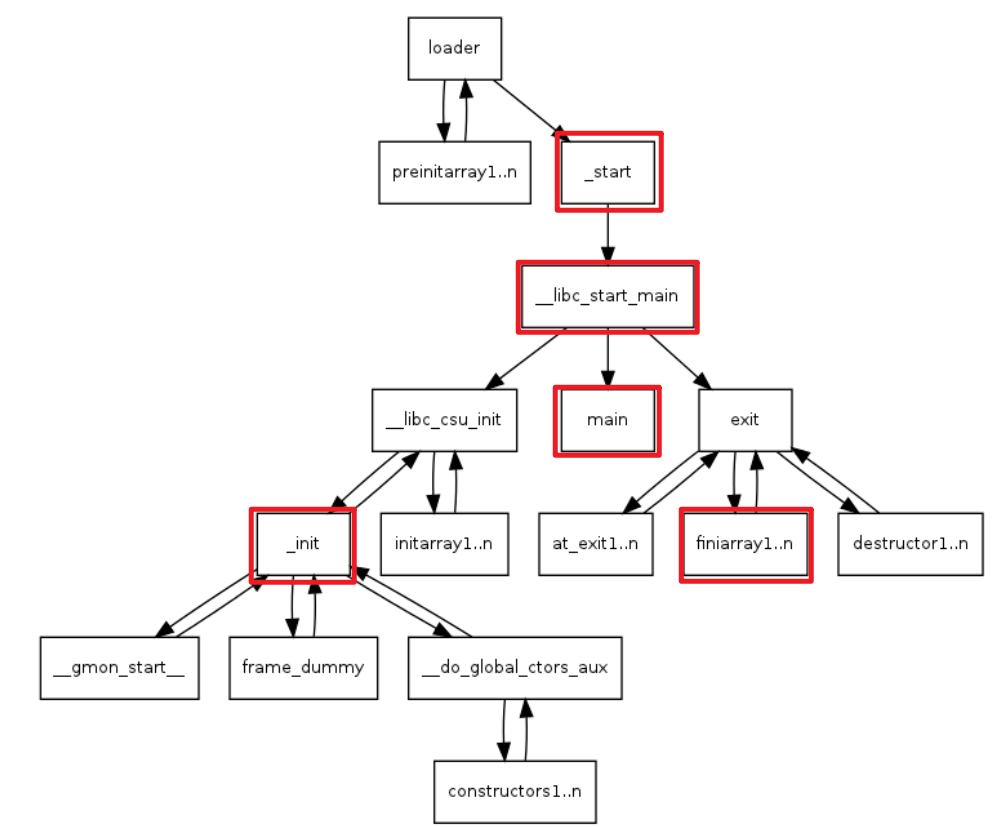 loader
preinitarray1..n
_start
__libc_start_main
__libc_csu_init
main
exit
_init
initarray1..n
at_exit1..n
finiarray1..n
destructor1..n
__gmon_start__
frame_dummy
__do_global_ctors_aux
constructors1..n